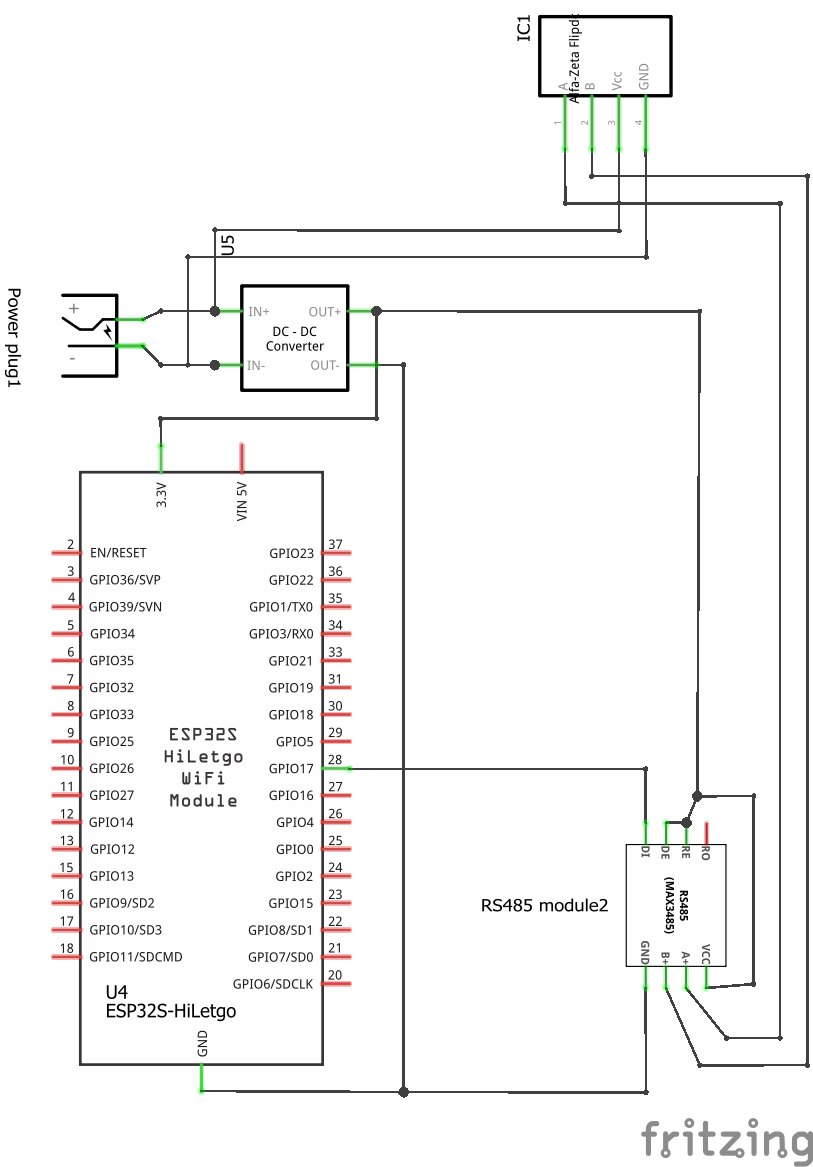 IC1
Alfa-Zeta Flipdo
A
B
Vcc
GND
1
2
3
4
U5
Power plug1
+
-
IN+
OUT+
DC - DC
Converter
IN-
OUT-
3.3V
VIN 5V
2 EN/RESET GPIO23 37
3 GPIO36/SVP GPIO22 36
4 GPIO39/SVN GPIO1/TX0 35
5 GPIO34 GPIO3/RX0 34
6 GPIO35 GPIO21 33
7 GPIO32 GPIO19 31
8 GPIO33 GPIO18 30
9 GPIO25 GPIO5 29
10 GPIO26 GPIO17 28
11 GPIO27 GPIO16 27
12 GPIO14 GPIO4 26
13 GPIO12 GPIO0 25
15 GPIO13 GPIO2 24
16 GPIO9/SD2 GPIO15 23
17 GPIO10/SD3 GPIO8/SD1 22
18 GPIO11/SDCMD GPIO7/SD0 21
GPIO6/SDCLK 20
ESP32S
HiLetgo
WiFi
Module
U4
ESP32S-HiLetgo
GND
RS485 module2
DI
DE
RE
RO
RS485
(MAX3485)
GND
B+
A+
VCC
fritzing